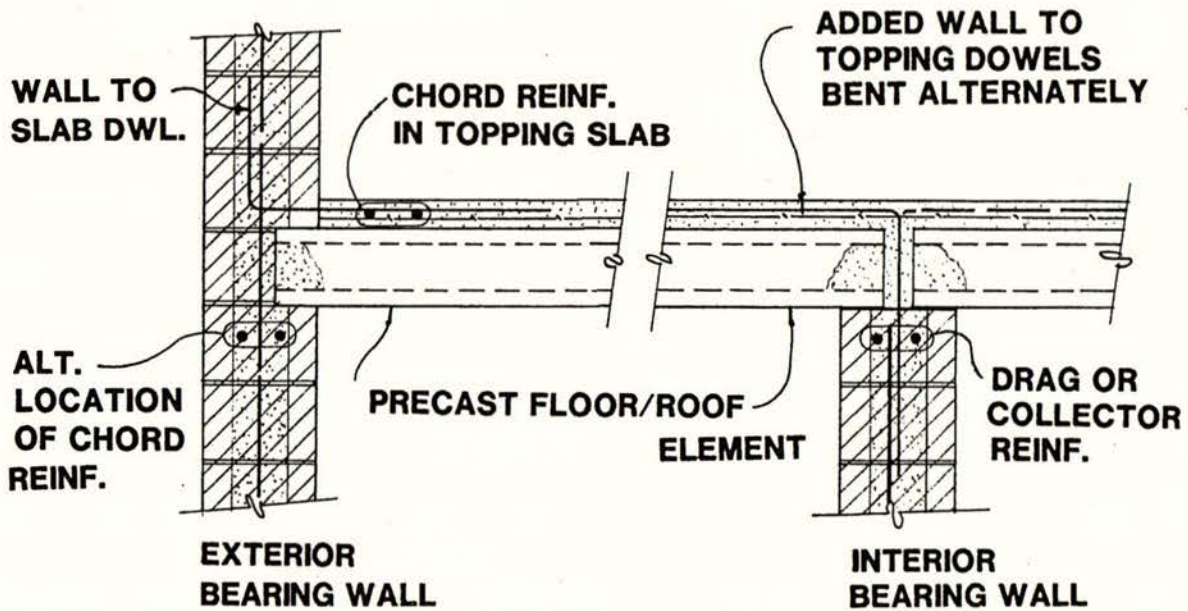 WALL TO
SLAB DWL.
CHORD REINF.
IN TOPPING SLAB
ADDED WALL TO
TOPPING DOWELS
BENT ALTERNATELY
ALT.
LOCATION
OF CHORD
REINF.
PRECAST FLOOR/ROOF
ELEMENT
DRAG OR
COLLECTOR
REINF.
EXTERIOR
BEARING WALL
INTERIOR
BEARING WALL